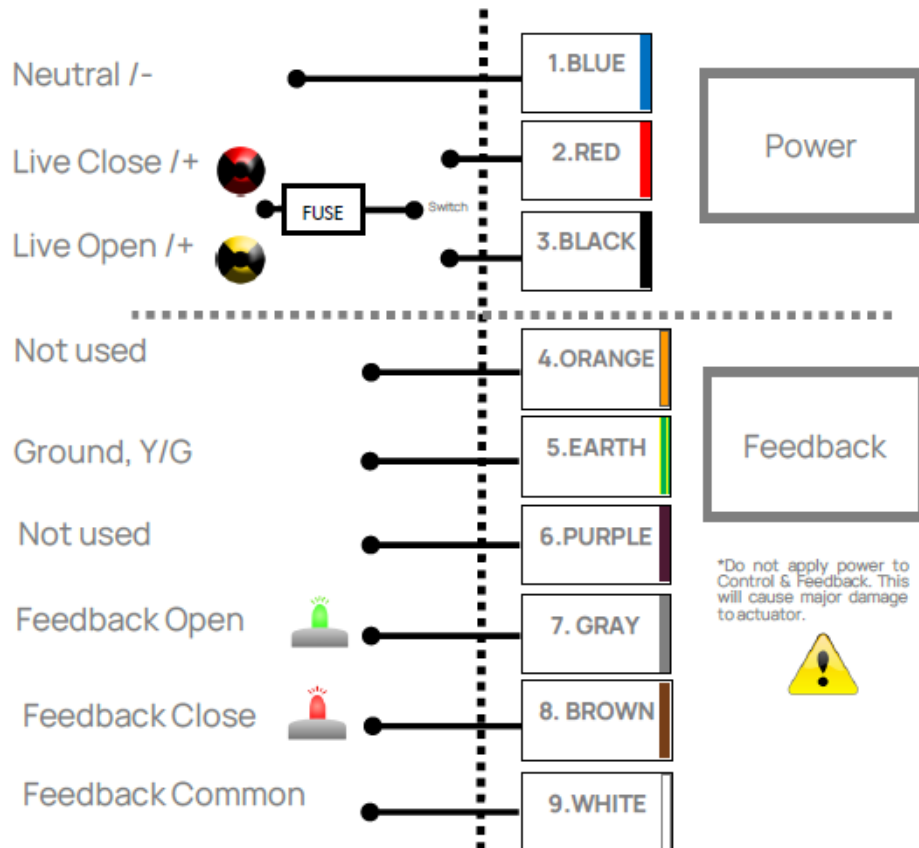 Neutral /-
1.BLUE
Power
Live Close /+
2.RED
FUSE
Switch
Live Open /+
3.BLACK
Not used
4.ORANGE
Feedback
Ground, Y/G
5.EARTH
Not used
6.PURPLE
*Do not apply power to
Control & Feedback. This
will cause major damage
to actuator.
Feedback Open
7. GRAY
Feedback Close
8. BROWN
Feedback Common
9.WHITE